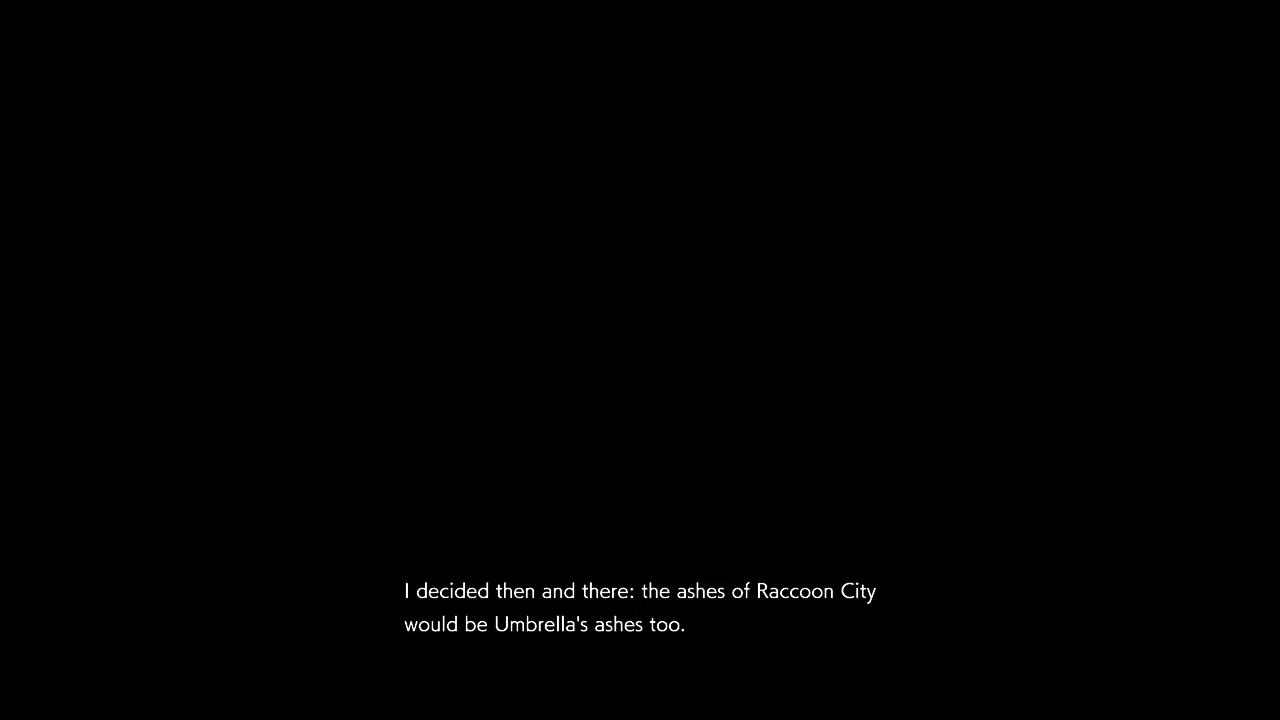 I decided then and there: the ashes of Raccoon City
would be Umbrella's ashes too.